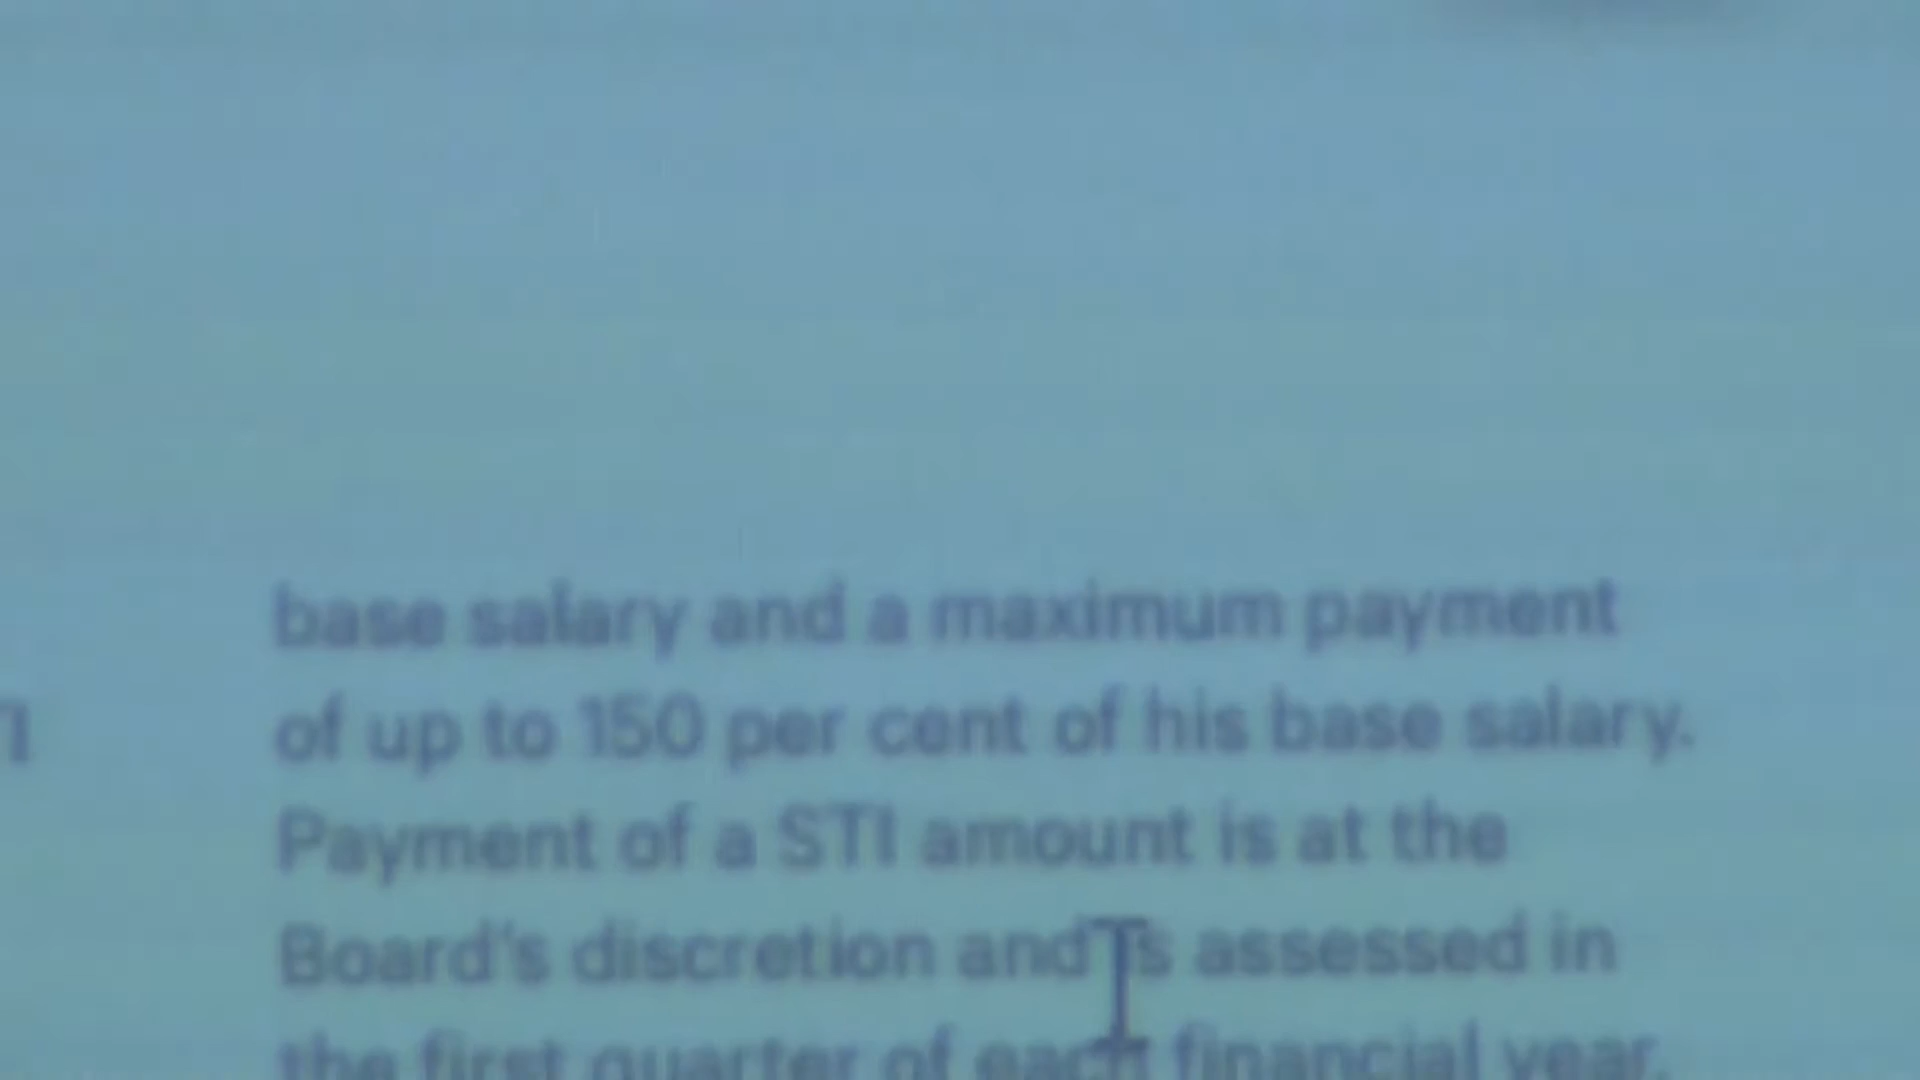 base salary and a maximum payment
of up to 150 per cent of his base salary.
Payment of a STI amount is at the
Board's discretion and is assessed in
the first quarter of each financial year.